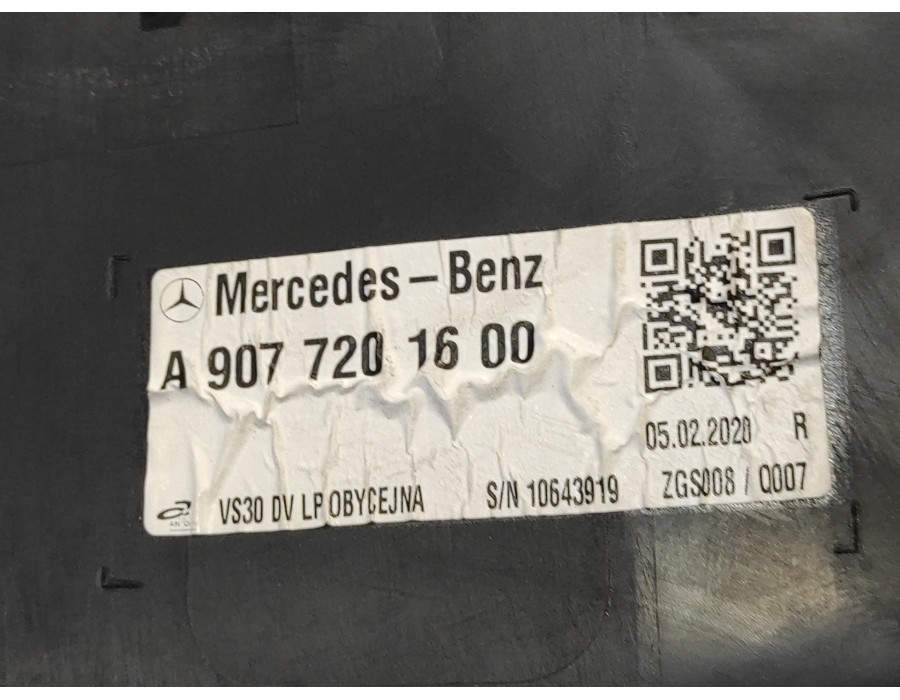 Mercedes-Benz
A 907 720 16 00
05.02.2020 R
VS30 DV LP OBYCEJNA S/N 10643919 ZGS008 / Q007